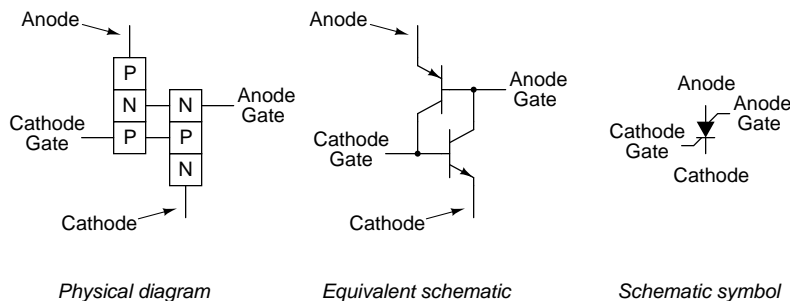 Anode
P
N
N
P
P
N
Anode
Gate
Cathode
Gate
Cathode
Physical diagram
Anode
Anode
Gate
Cathode
Gate
Cathode
Equivalent schematic
Anode
Anode
Gate
Cathode
Gate
Cathode
Schematic symbol